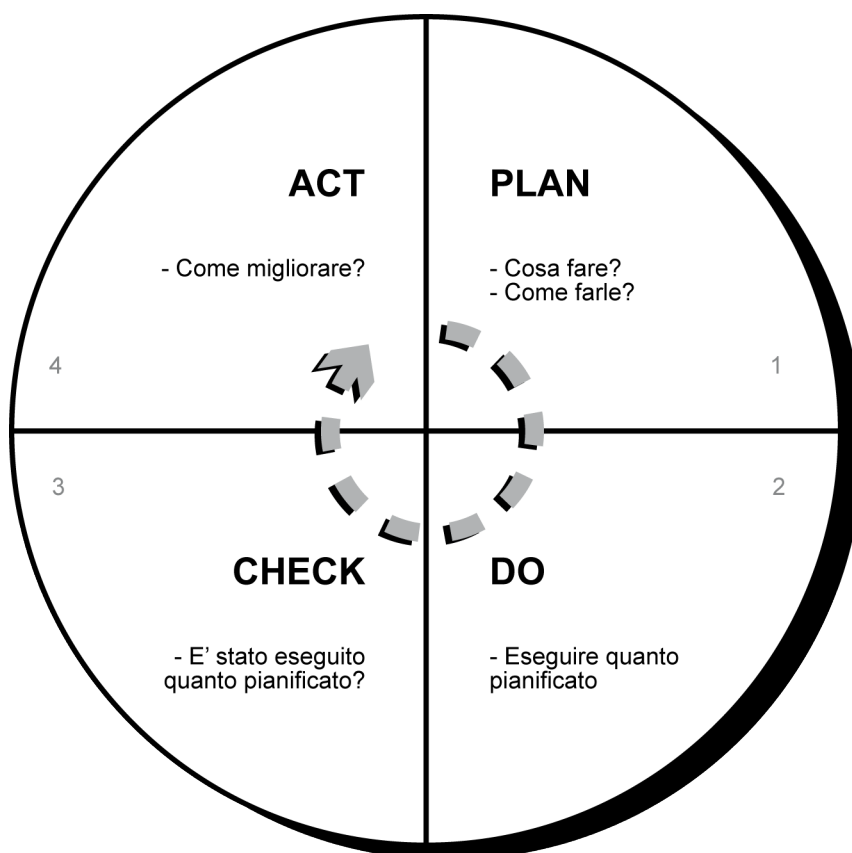 ACT
- Come migliorare?
4
PLAN
- Cosa fare?
- Come farle?
1
3
CHECK
- E' stato eseguito
quanto pianificato?
2
DO
- Eseguire quanto
pianificato